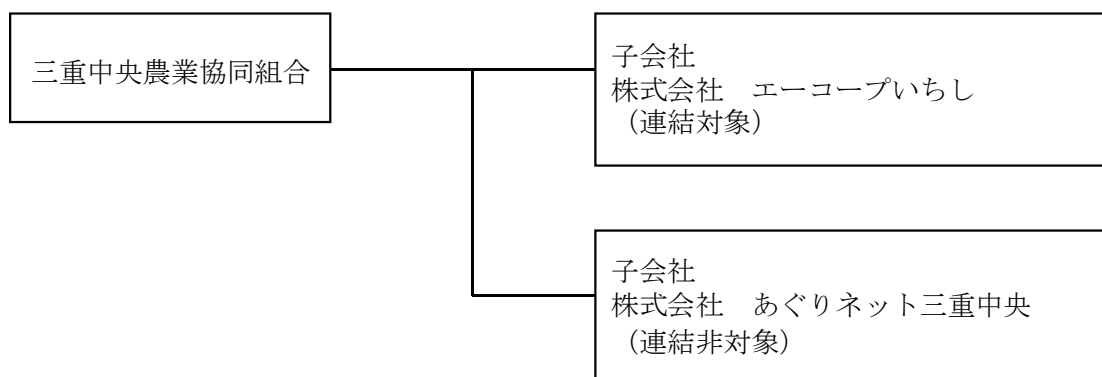 三重中央農業協同組合
子会社
株式会社　エーコープいちし
（連結対象）
子会社
株式会社　あぐりネット三重中央
（連結非対象）